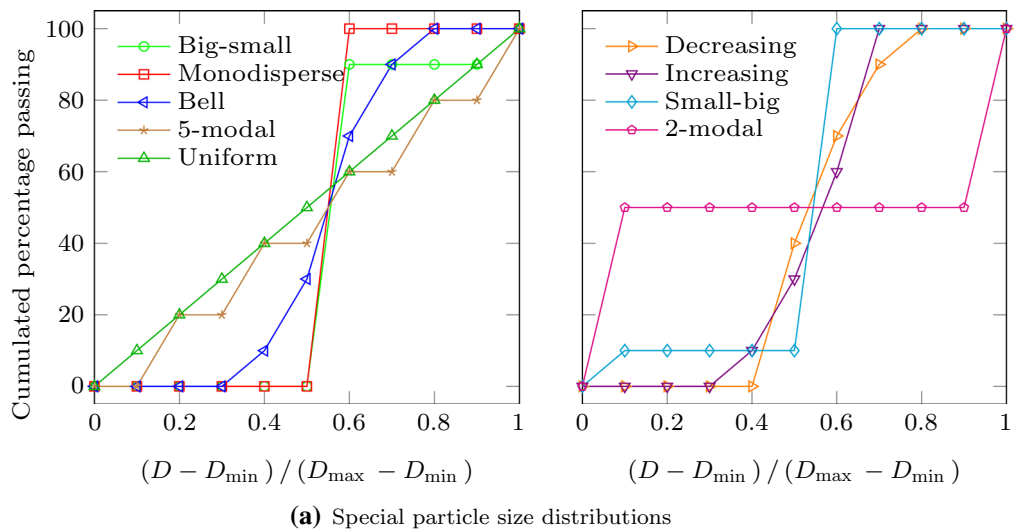 Cumulated percentage passing
100
80
60
40
20
0
Big-small
Monodisperse
Bell
5-modal
Uniform
0 0.2 0.4 0.6 0.8 1
(D − Dmin) / (Dmax − Dmin)
Decreasing
Increasing
Small-big
2-modal
0 0.2 0.4 0.6 0.8 1
(D − Dmin) / (Dmax − Dmin)
(a) Special particle size distributions